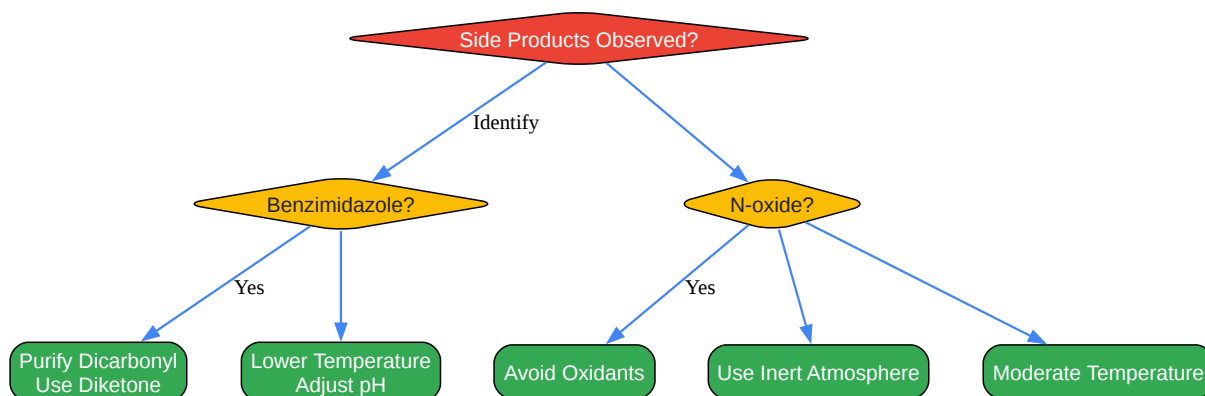 Side Products Observed?
Identify
Benzimidazole?
N-oxide?
Yes
Yes
Purify Dicarbonyl
Use Diketone
Lower Temperature
Adjust pH
Avoid Oxidants
Use Inert Atmosphere
Moderate Temperature